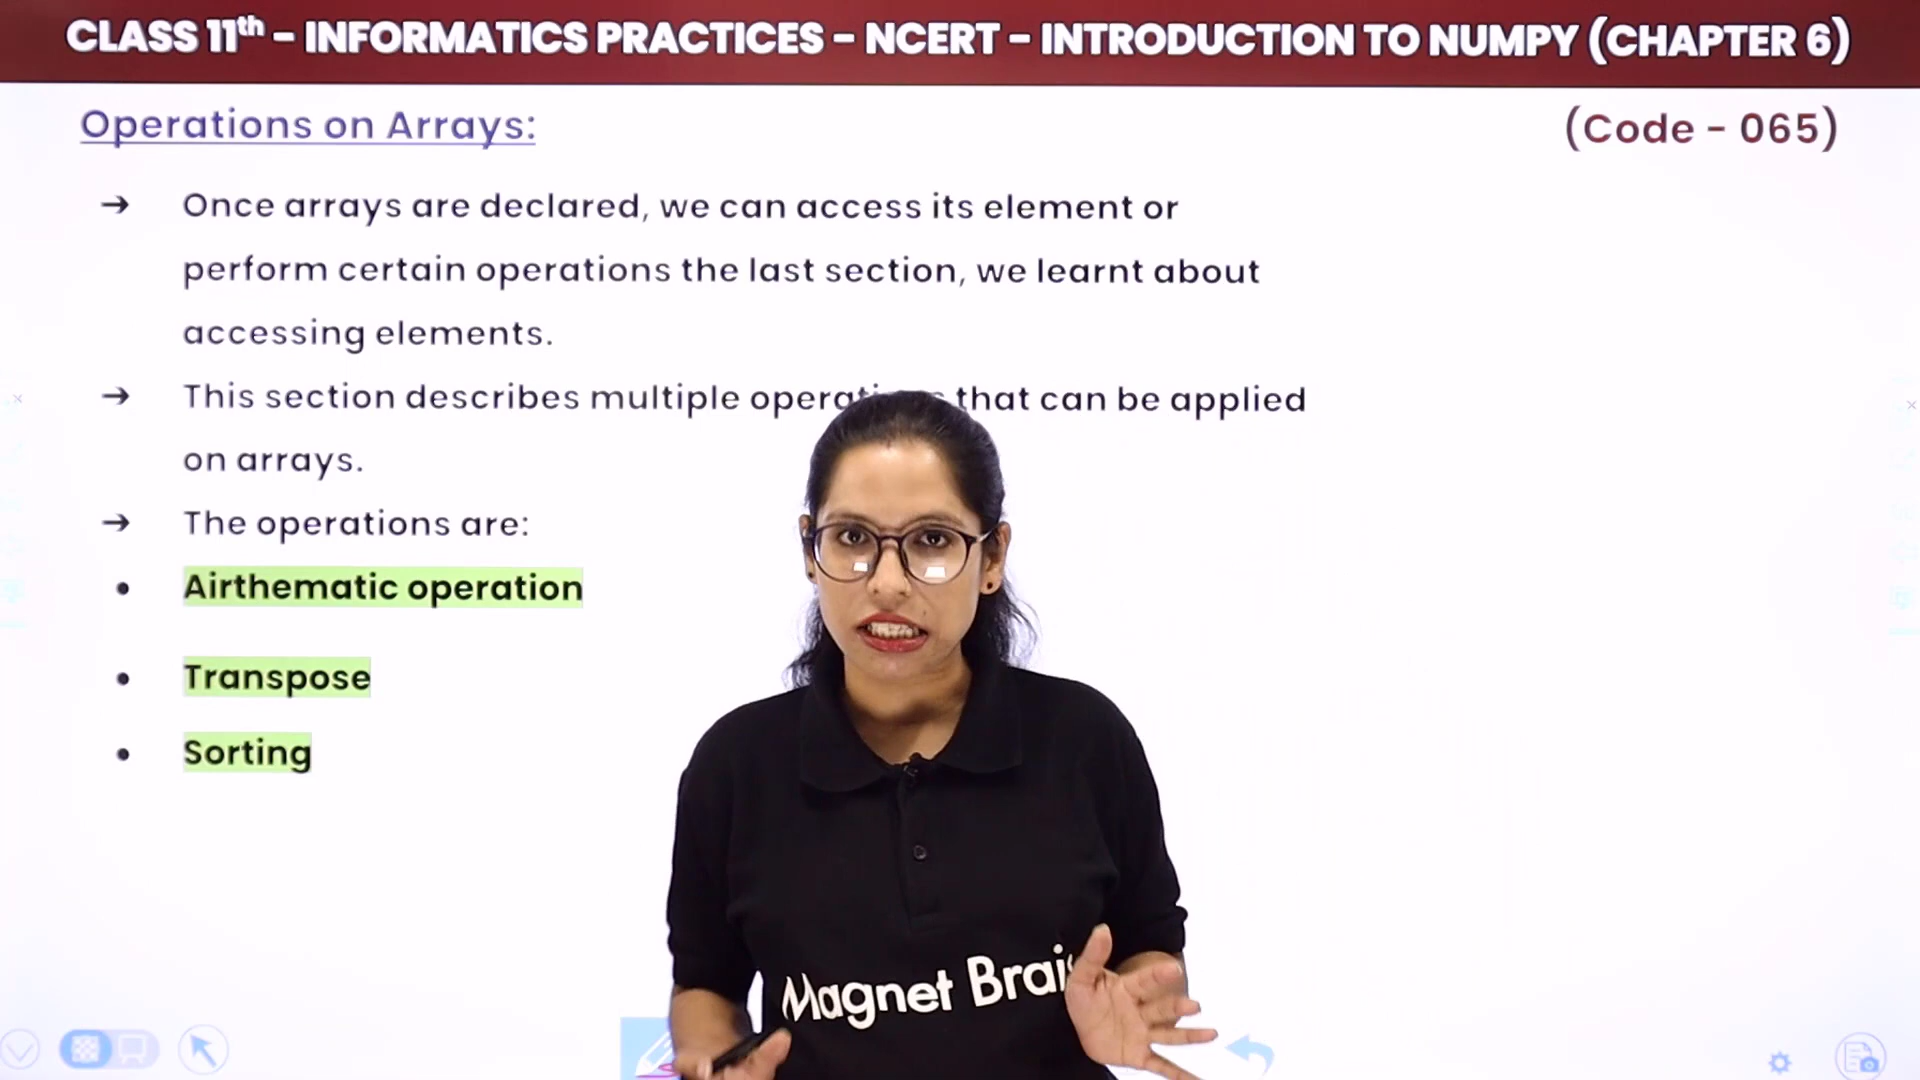 CLASS 11th - INFORMATICS PRACTICES - NCERT - INTRODUCTION TO NUMPY (CHAPTER 6)
Operations on Arrays:
(Code - 065)
→ Once arrays are declared, we can access its element or
perform certain operations the last section, we learnt about
accessing elements.
→ This section describes multiple that can be applied
on arrays.
→ The operations are:
• Airthematic operation
• Transpose
• Sorting
Magnet